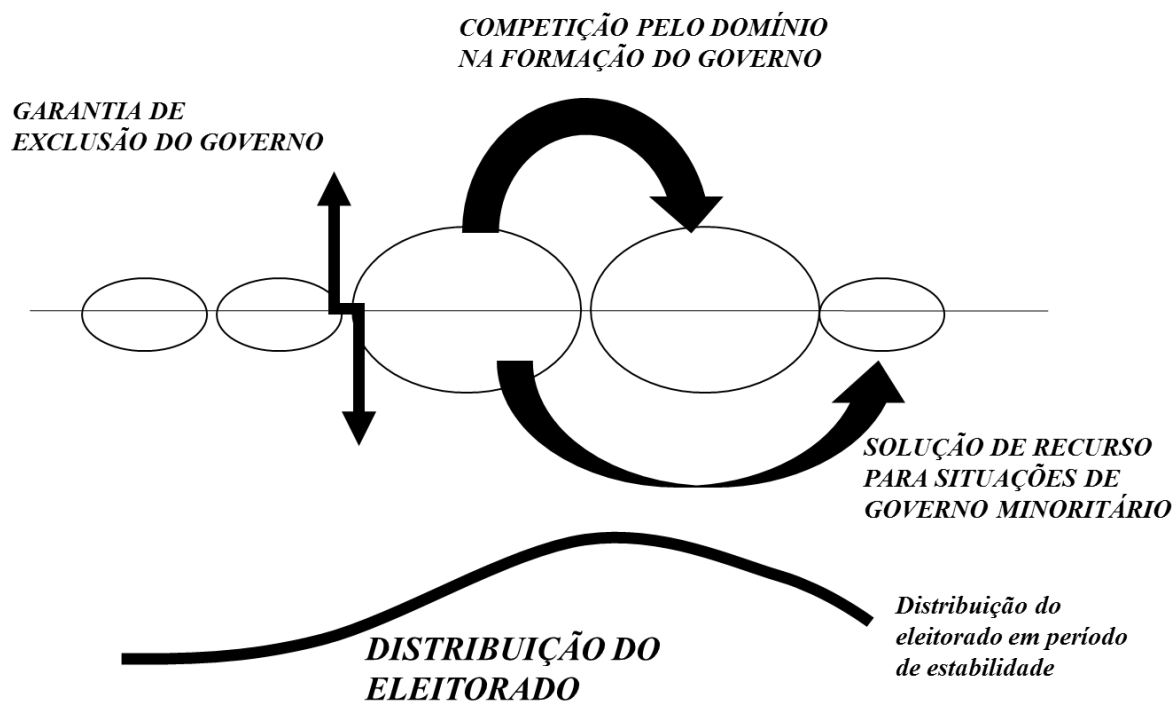 COMPETIÇÃO PELO DOMÍNIO
NA FORMAÇÃO DO GOVERNO
GARANTIA DE
EXCLUSÃO DO GOVERNO
SOLUÇÃO DE RECURSO
PARA SITUAÇÕES DE
GOVERNO MINORITÁRIO
DISTRIBUIÇÃO DO
ELEITORADO
Distribuição do
eleitorado em período
de estabilidade